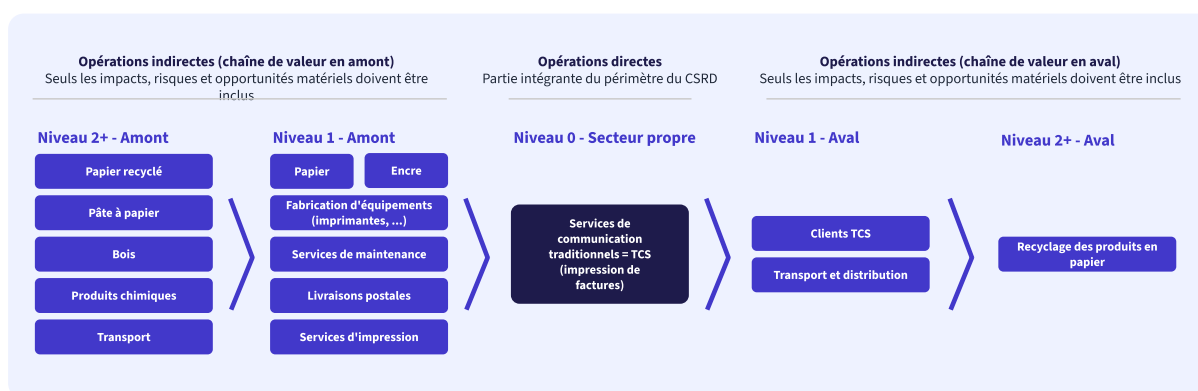 Opérations indirectes (chaîne de valeur en amont)
Seuls les impacts, risques et opportunités matériels doivent être
inclus
Opérations directes
Partie intégrante du périmètre du CSRD
Opérations indirectes (chaîne de valeur en aval)
Seuls les impacts, risques et opportunités matériels doivent être inclus
Niveau 2+ - Amont
Papier recyclé
Pâte à papier
Bois
Produits chimiques
Transport
Niveau 1 - Amont
Papier
Encre
Fabrication d'équipements
(imprimantes, ...)
Services de maintenance
Livraisons postales
Services d'impression
Niveau 0 - Secteur propre
Services de
communication
traditionnels = TCS
(impression de
factures)
Niveau 1 - Aval
Clients TCS
Transport et distribution
Niveau 2+ - Aval
Recyclage des produits en
papier